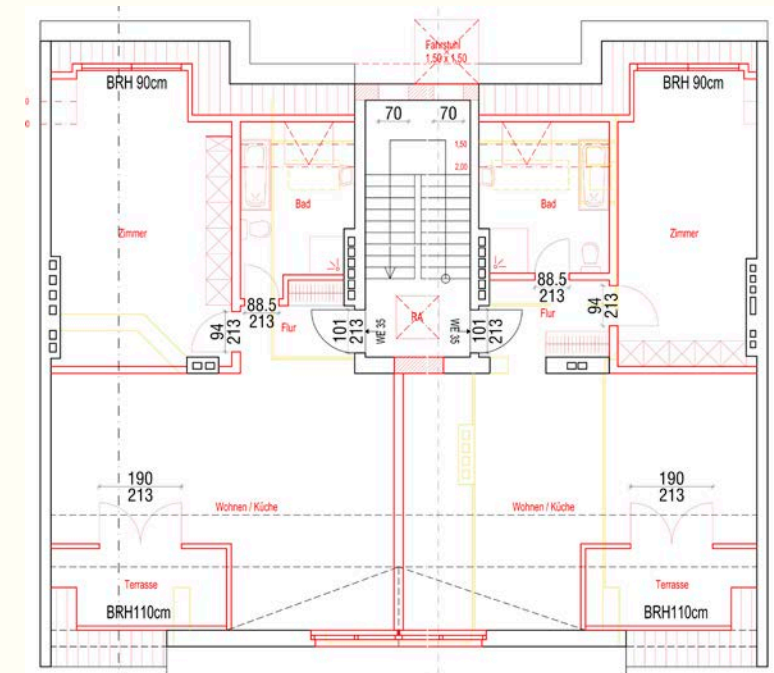 Fahrstuhl
1,50 x 1,50
BRH 90cm
BRH 90cm
70
70
1,50
2,00
Bad
Bad
Zimmer
Zimmer
88.5
213
88.5
213
94
213
94
213
Flur
Flur
101
213
WE 35
RA
WE 35
101
213
190
213
190
213
Wohnen / Küche
Wohnen / Küche
Terrasse
Terrasse
BRH110cm
BRH110cm